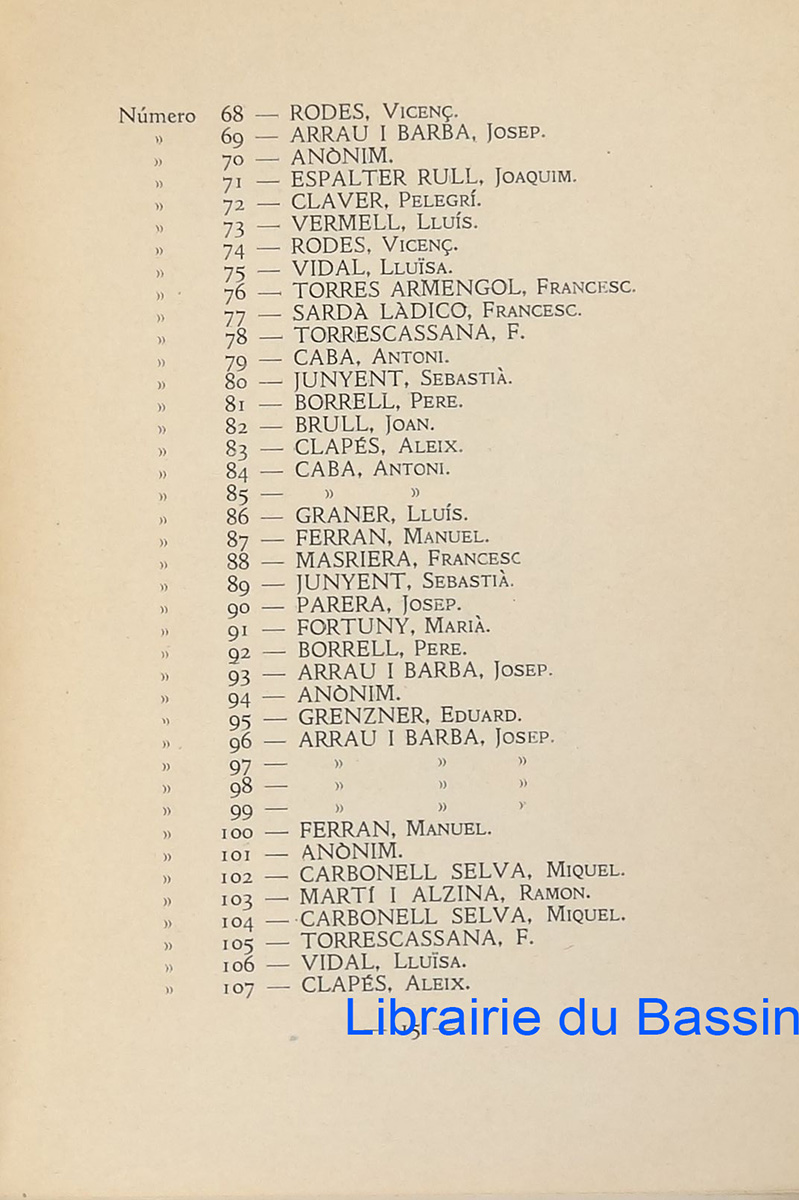 Número 68 — RODES, Vicenç.
» 69 — ARRAU I BARBA, Josep.
» 70 — ANÒNIM.
» 71 — ESPALTER RULL, Joaquim.
» 72 — CLAVER, Pelegrí.
» 73 — VERMELL, Lluís.
» 74 — RODES, Vicenç.
» 75 — VIDAL, Lluïsa.
» 76 — TORRES ARMENGOL, Francesc.
» 77 — SARDÀ LÀDICO, Francesc.
» 78 — TORRESCASSANA, F.
» 79 — CABA, Antoni.
» 80 — JUNYENT, Sebastià.
» 81 — BORRELL, Pere.
» 82 — BRULL, Joan.
» 83 — CLAPÉS, Aleix.
» 84 — CABA, Antoni.
» 85 — » »
» 86 — GRANER, Lluís.
» 87 — FERRAN, Manuel.
» 88 — MASRIERA, Francesc
» 89 — JUNYENT, Sebastià.
» 90 — PARERA, Josep.
» 91 — FORTUNY, Marià.
» 92 — BORRELL, Pere.
» 93 — ARRAU I BARBA, Josep.
» 94 — ANÒNIM.
» 95 — GRENZNER, Eduard.
» 96 — ARRAU I BARBA, Josep.
» 97 — » » »
» 98 — » » »
» 99 — » » »
» 100 — FERRAN, Manuel.
» 101 — ANÒNIM.
» 102 — CARBONELL SELVA, Miquel.
» 103 — MARTÍ I ALZINA, Ramon.
» 104 — CARBONELL SELVA, Miquel.
» 105 — TORRESCASSANA, F.
» 106 — VIDAL, Lluïsa.
» 107 — CLAPÉS, Aleix.
— 15 —
Librairie du Bassin